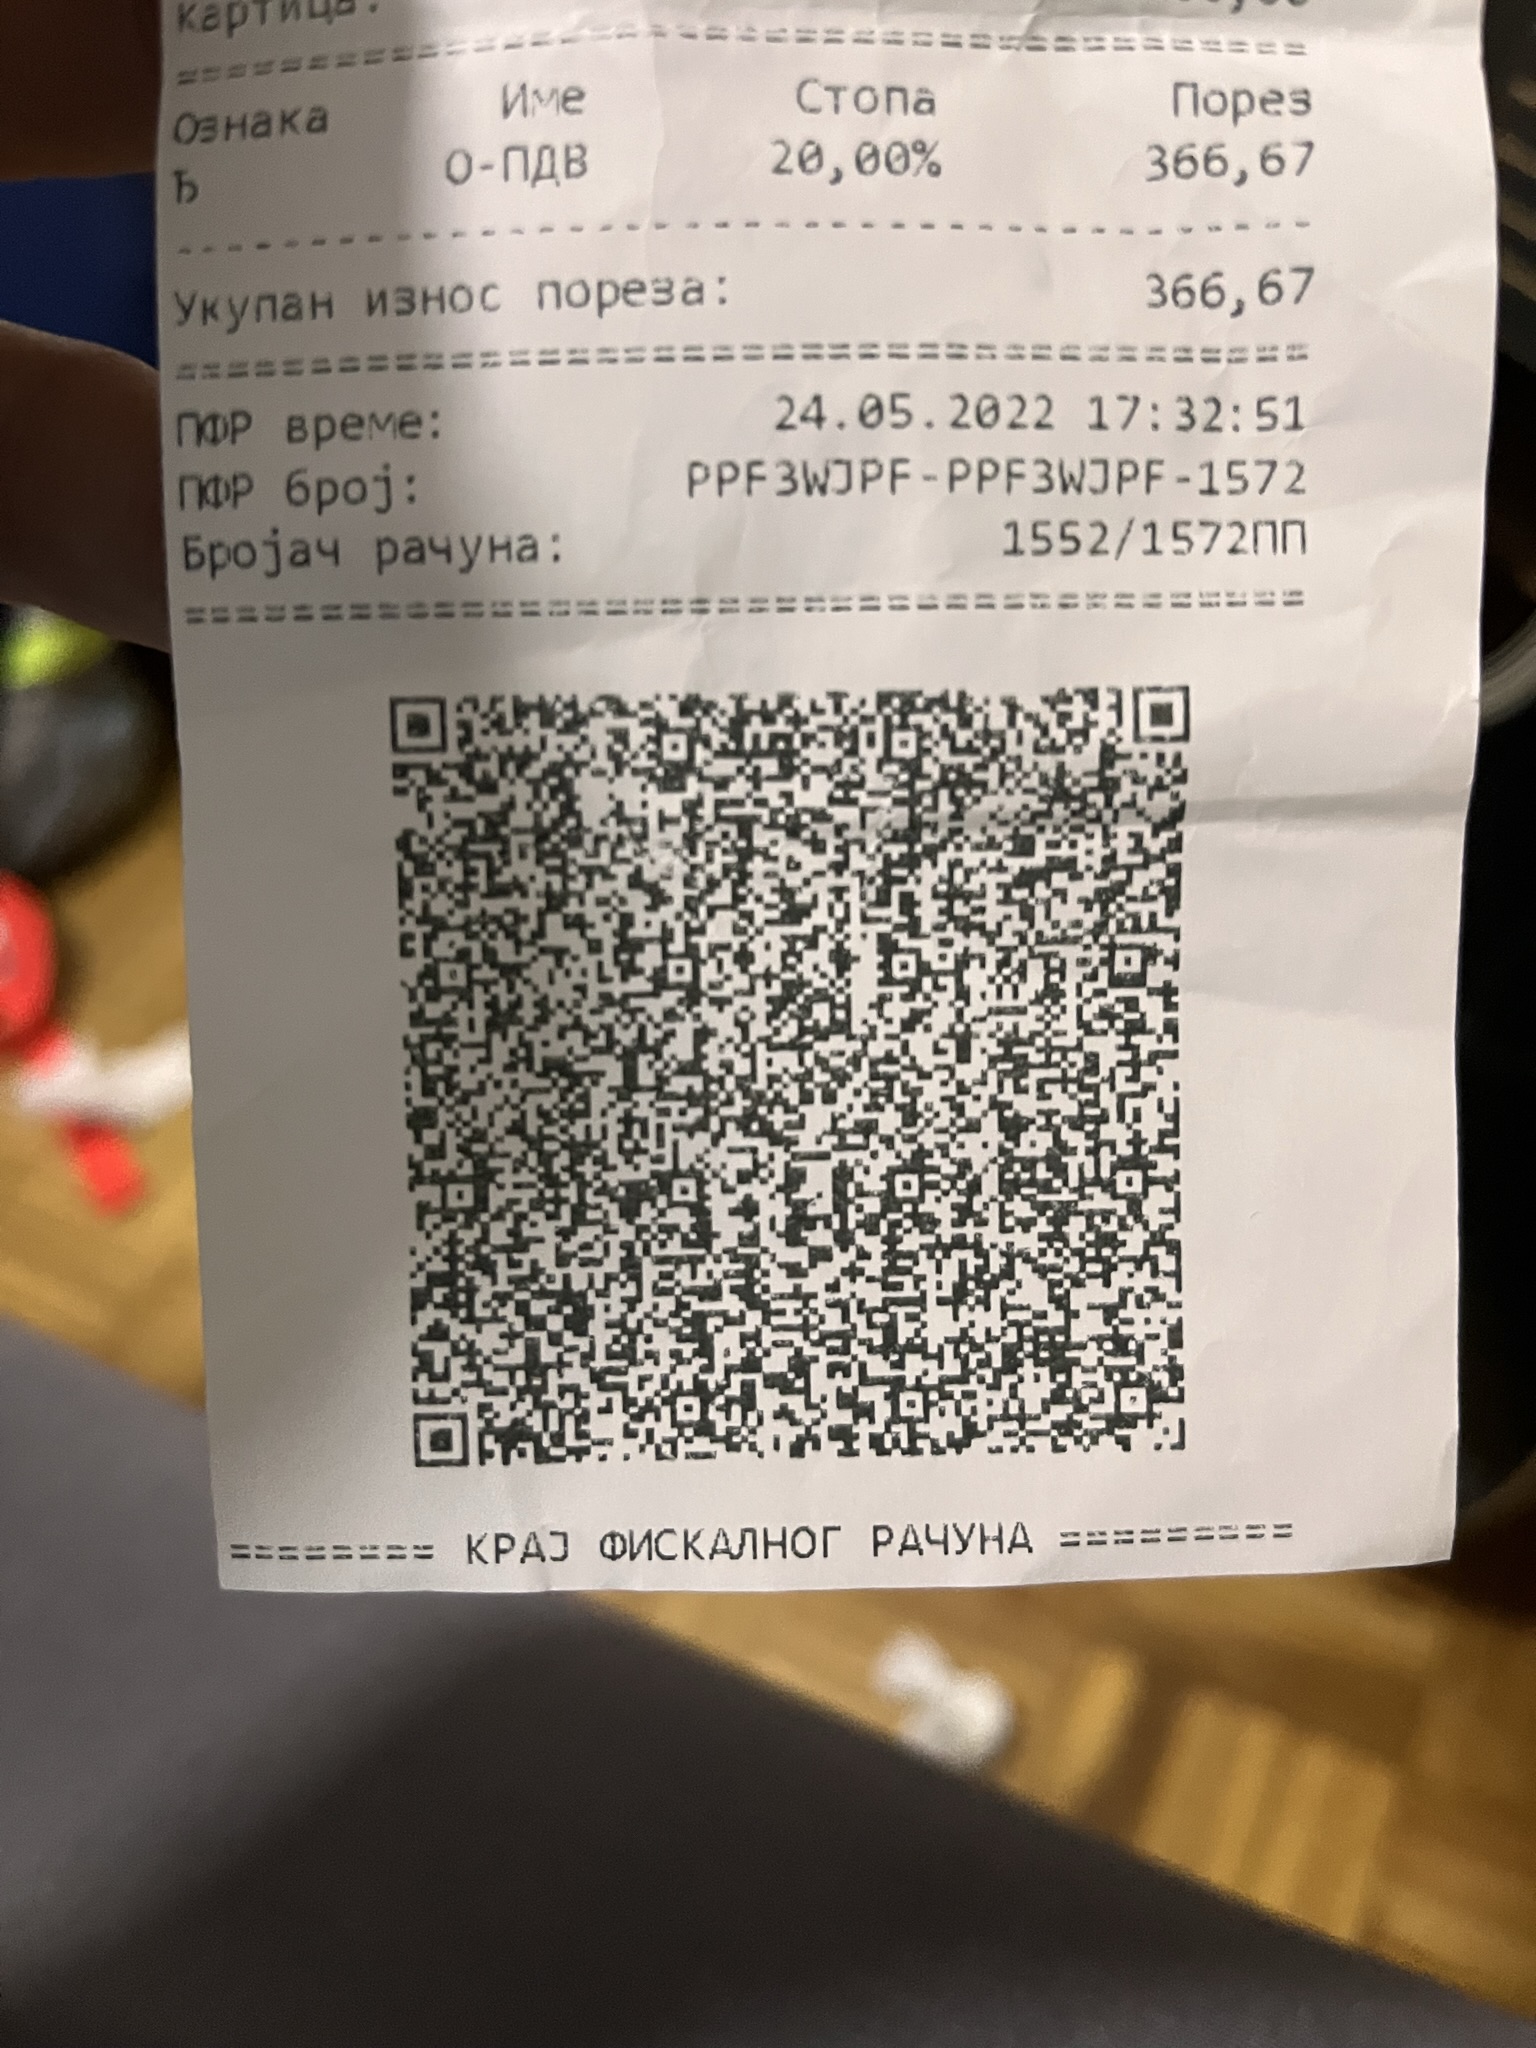 Картица:
========================================
Ознака Име Стопа Порез
Ђ О-ПДВ 20,00% 366,67
----------------------------------------
Укупан износ пореза: 366,67
========================================
ПФР време: 24.05.2022 17:32:51
ПФР број: PPF3WJPF-PPF3WJPF-1572
Бројач рачуна: 1552/1572ПП
========================================
======== КРАЈ ФИСКАЛНОГ РАЧУНА =========